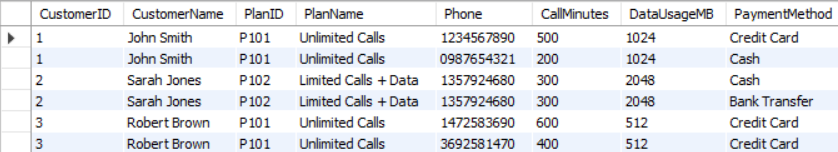 CustomerID CustomerName PlanID PlanName Phone CallMinutes DataUsageMB PaymentMethod
1 John Smith P101 Unlimited Calls 1234567890 500 1024 Credit Card
1 John Smith P101 Unlimited Calls 0987654321 200 1024 Cash
2 Sarah Jones P102 Limited Calls + Data 1357924680 300 2048 Cash
2 Sarah Jones P102 Limited Calls + Data 1357924680 300 2048 Bank Transfer
3 Robert Brown P101 Unlimited Calls 1472583690 600 512 Credit Card
3 Robert Brown P101 Unlimited Calls 3692581470 400 512 Credit Card